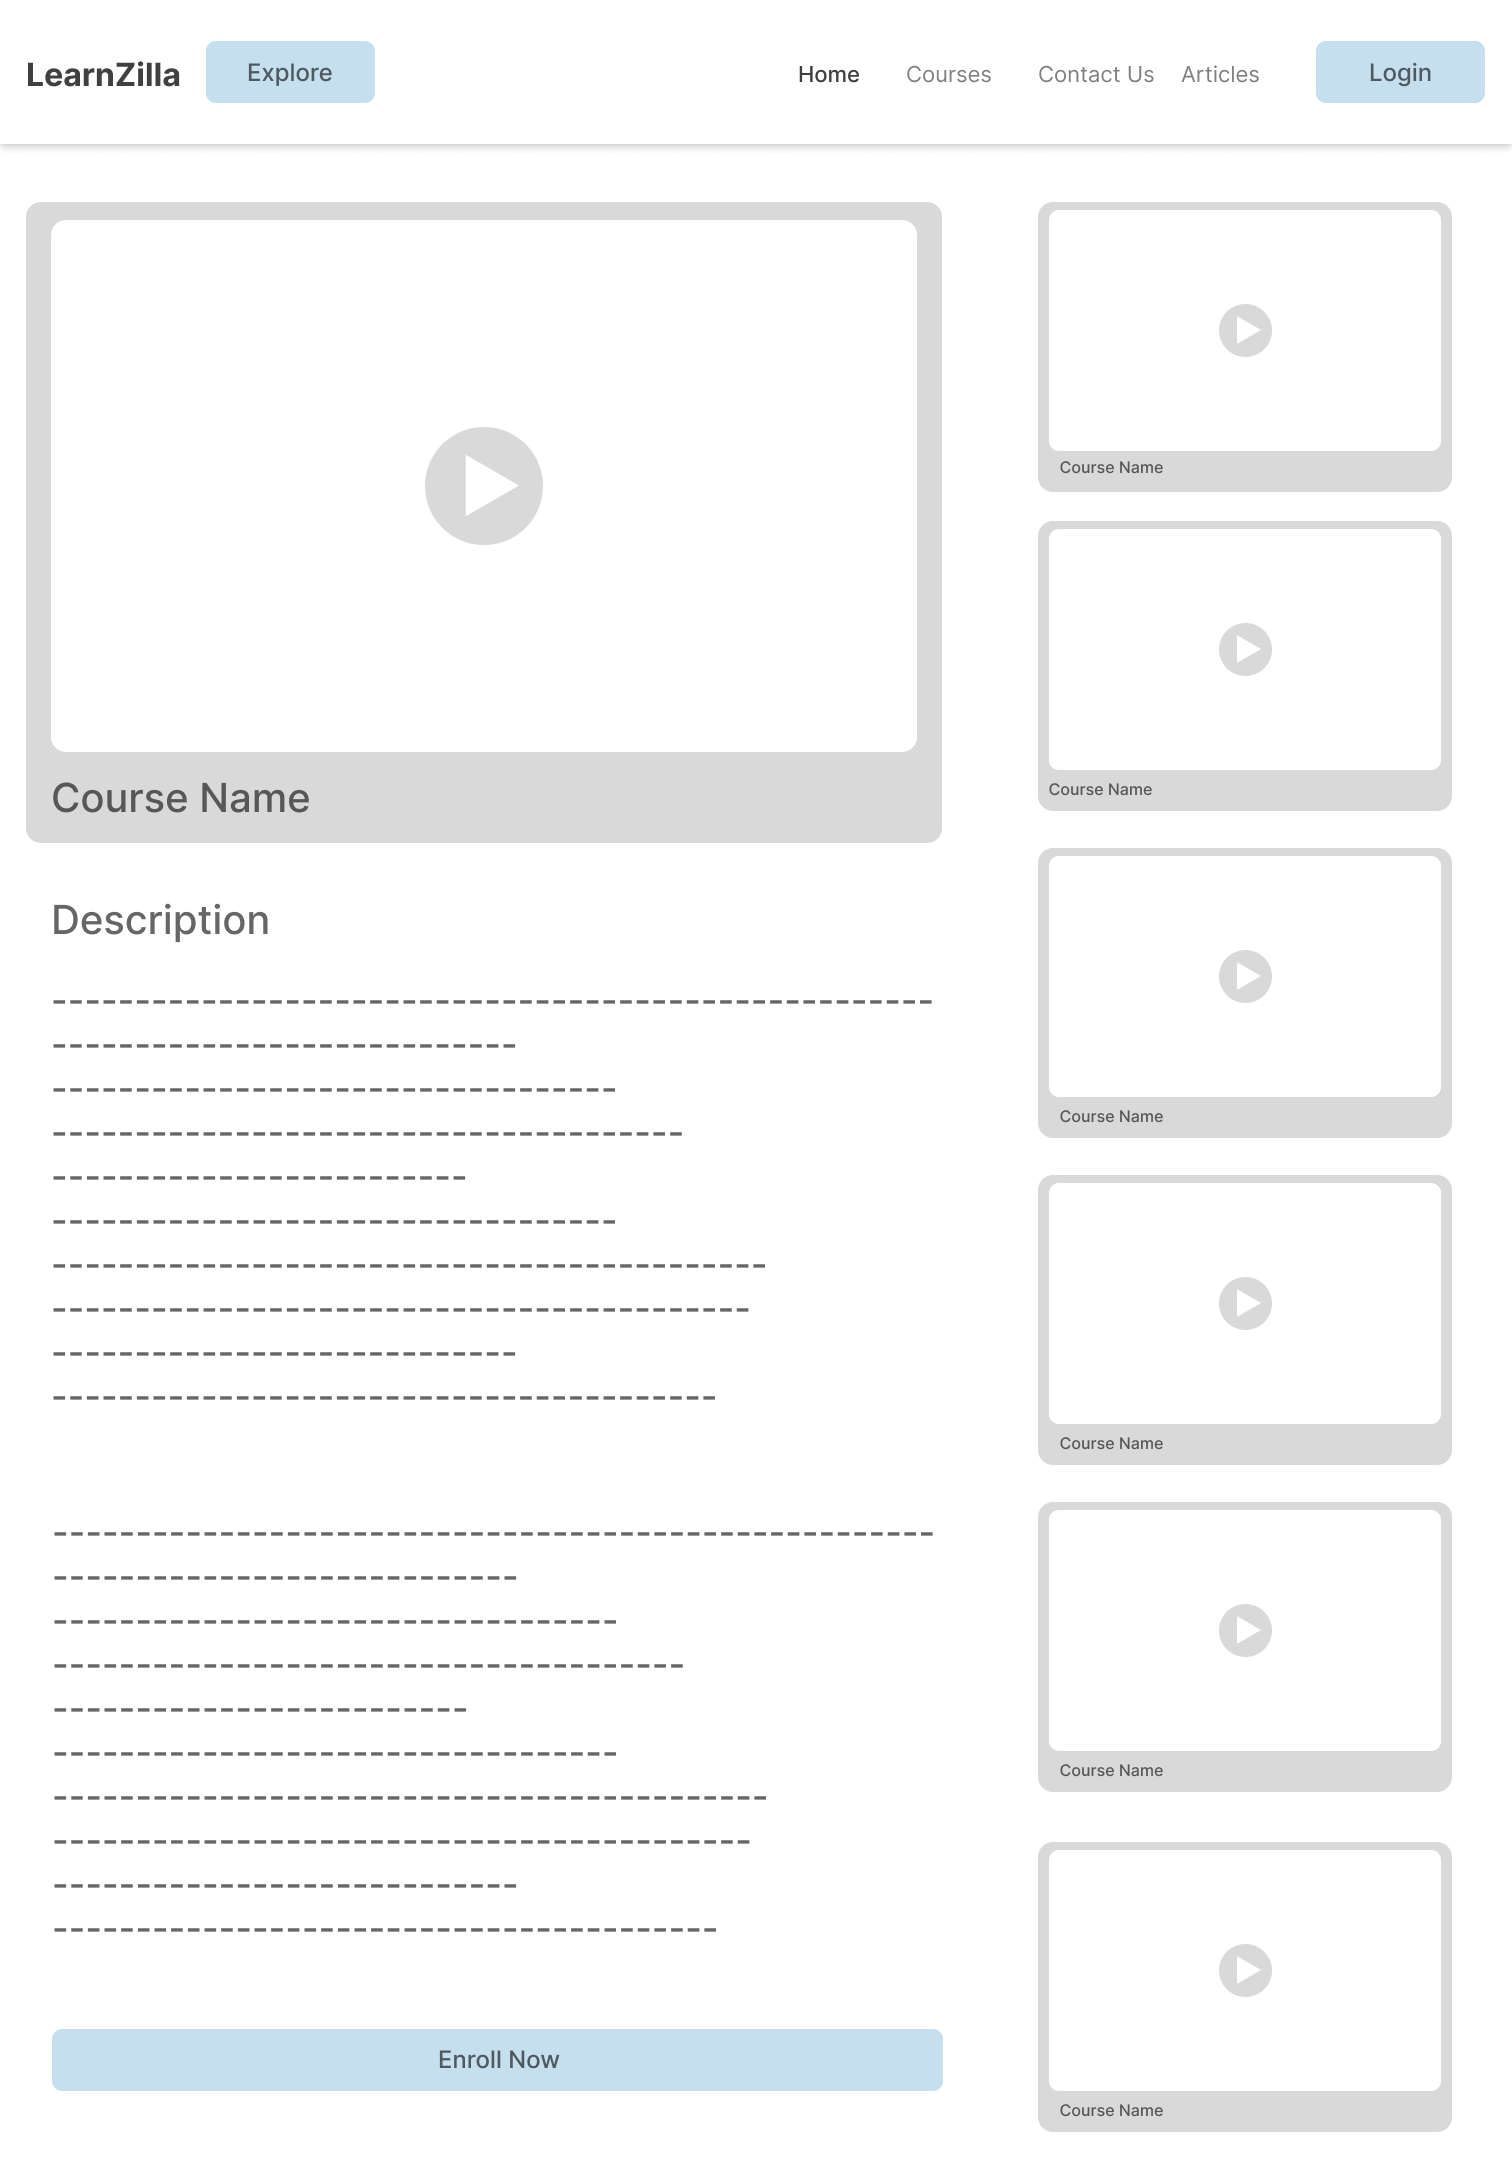 LearnZilla
Explore
Home
Courses
Contact Us
Articles
Login
Course Name
Description
Enroll Now
Course Name
Course Name
Course Name
Course Name
Course Name
Course Name